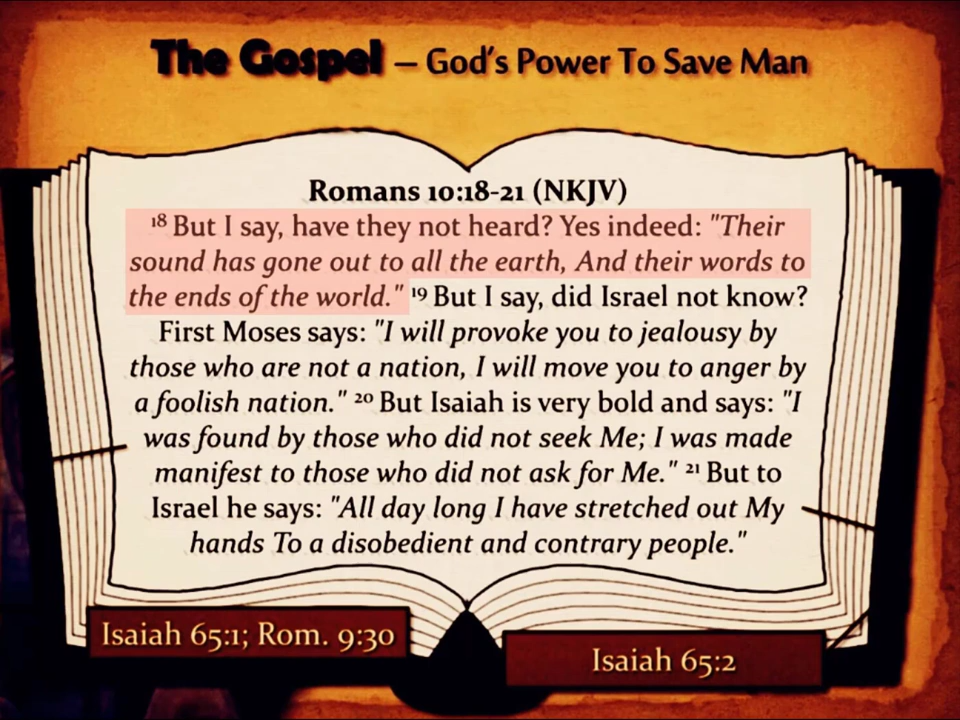 The Gospel – God's Power To Save Man
Romans 10:18-21 (NKJV)
18 But I say, have they not heard? Yes indeed: "Their
sound has gone out to all the earth, And their words to
the ends of the world." 19 But I say, did Israel not know?
First Moses says: "I will provoke you to jealousy by
those who are not a nation, I will move you to anger by
a foolish nation." 20 But Isaiah is very bold and says: "I
was found by those who did not seek Me; I was made
manifest to those who did not ask for Me." 21 But to
Israel he says: "All day long I have stretched out My
hands To a disobedient and contrary people."
Isaiah 65:1; Rom. 9:30
Isaiah 65:2